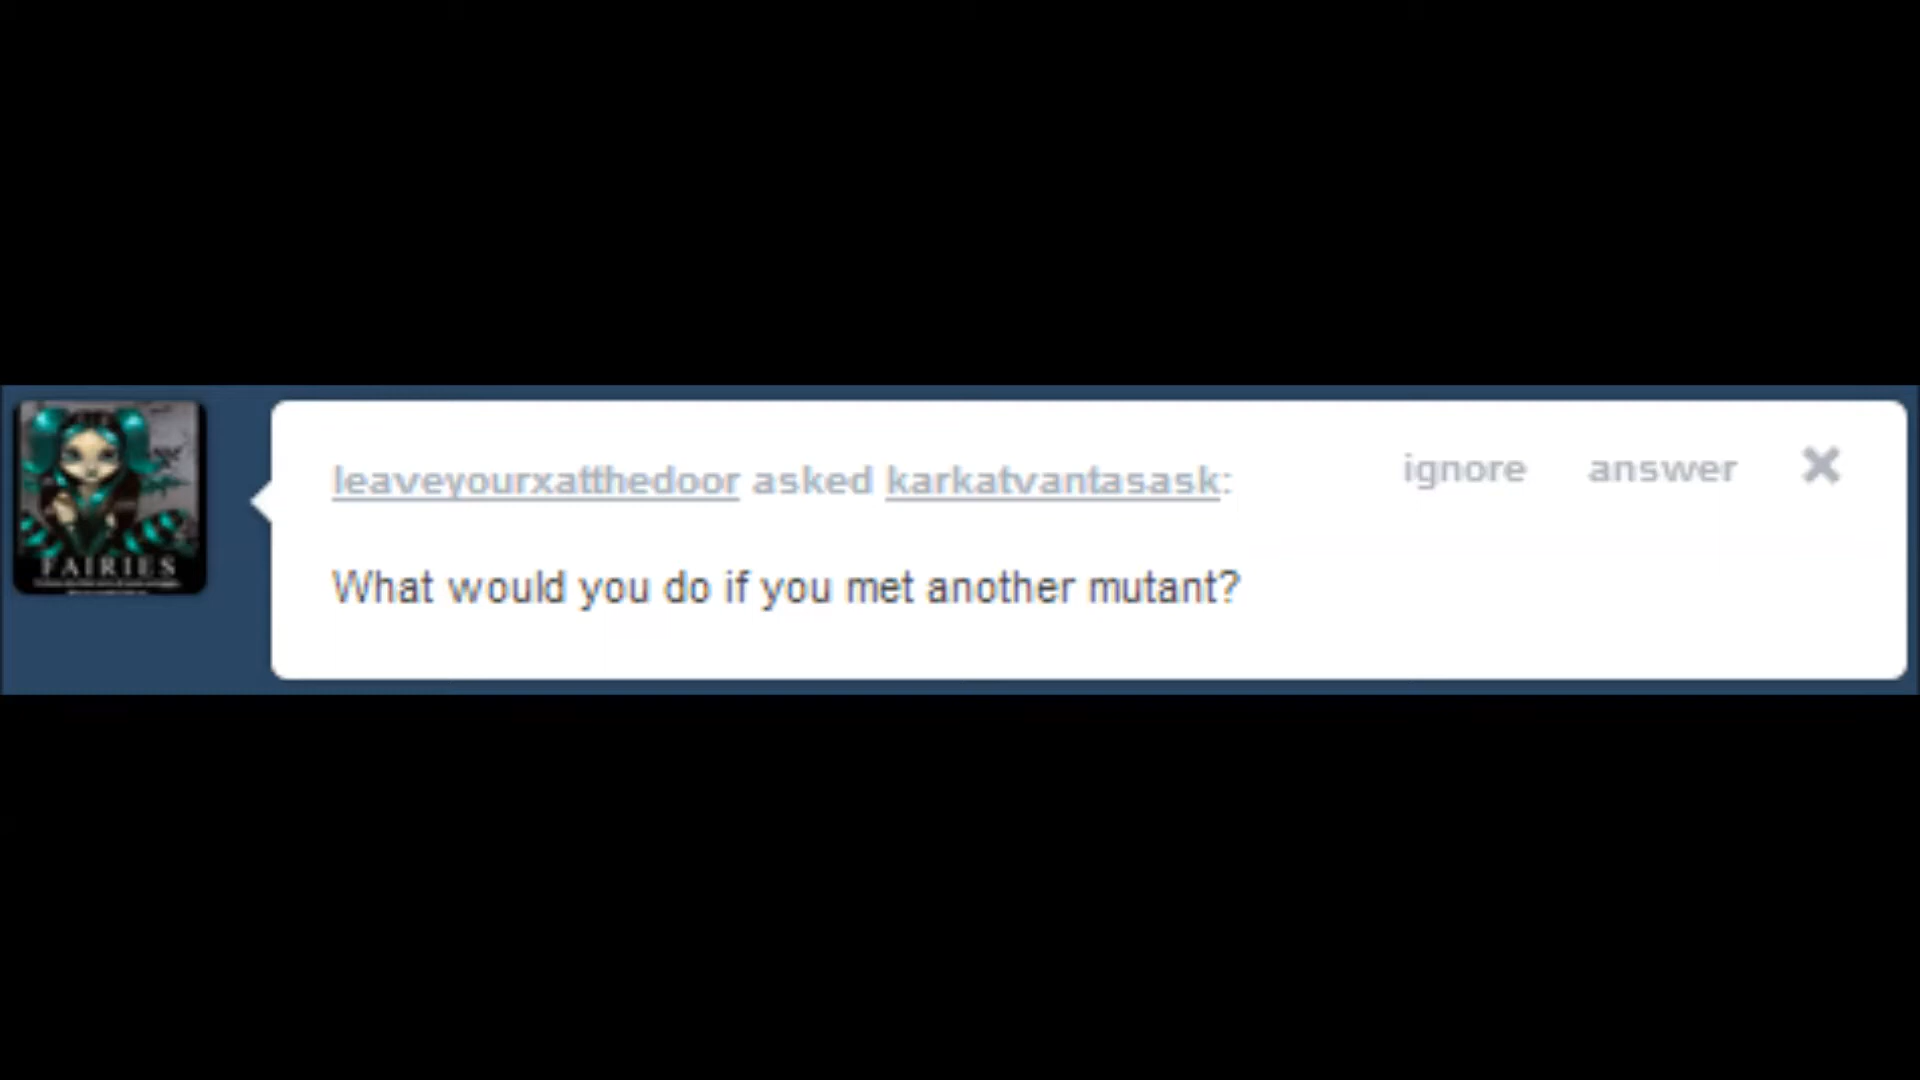 leaveyourxatthedoor asked karkatvantasask:
ignore answer
What would you do if you met another mutant?
FAIRIES